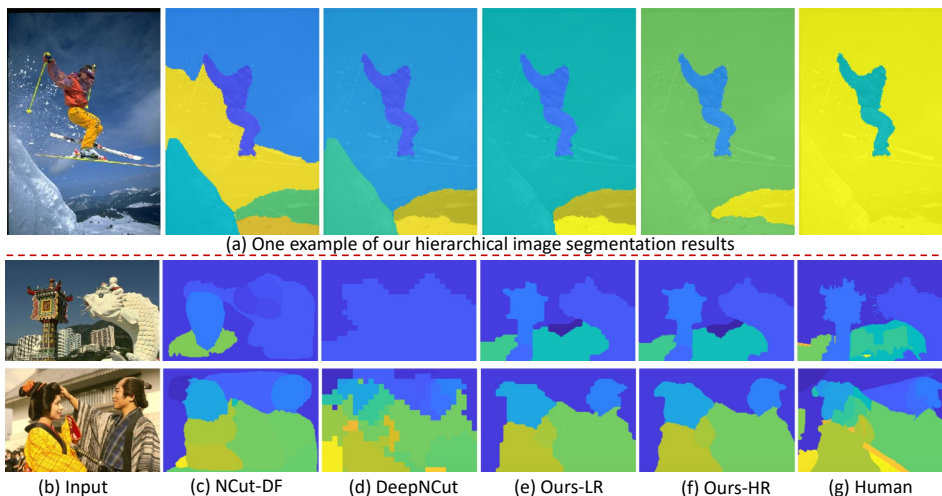 (a) One example of our hierarchical image segmentation results
(b) Input (c) NCut-DF (d) DeepNCut (e) Ours-LR (f) Ours-HR (g) Human